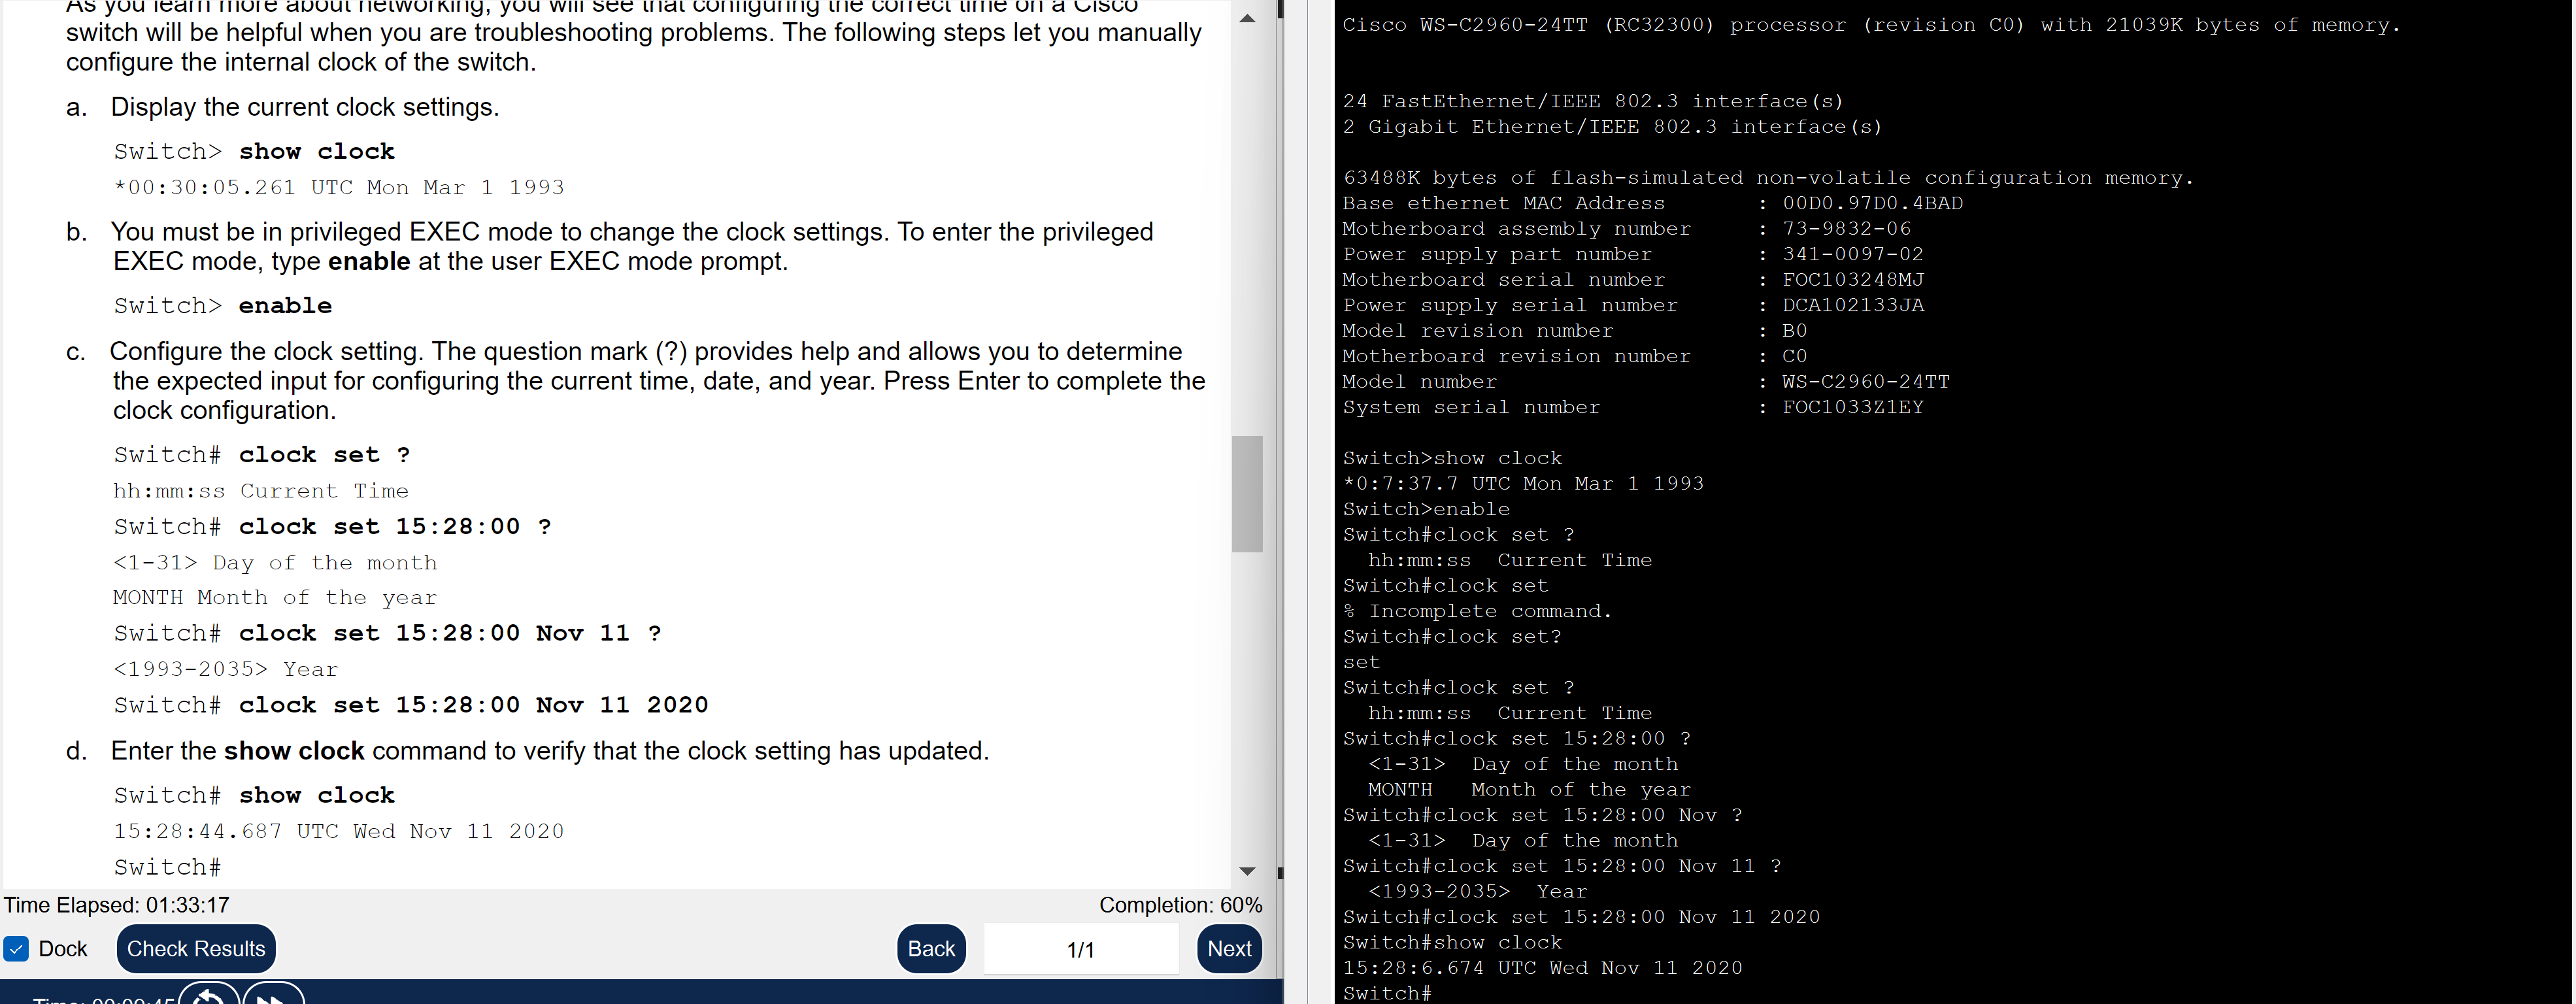 As you learn more about networking, you will see that configuring the correct time on a Cisco
switch will be helpful when you are troubleshooting problems. The following steps let you manually
configure the internal clock of the switch.
a. Display the current clock settings.
Switch> show clock
*00:30:05.261 UTC Mon Mar 1 1993
b. You must be in privileged EXEC mode to change the clock settings. To enter the privileged
EXEC mode, type enable at the user EXEC mode prompt.
Switch> enable
c. Configure the clock setting. The question mark (?) provides help and allows you to determine
the expected input for configuring the current time, date, and year. Press Enter to complete the
clock configuration.
Switch# clock set ?
hh:mm:ss Current Time
Switch# clock set 15:28:00 ?
<1-31> Day of the month
MONTH Month of the year
Switch# clock set 15:28:00 Nov 11 ?
<1993-2035> Year
Switch# clock set 15:28:00 Nov 11 2020
d. Enter the show clock command to verify that the clock setting has updated.
Switch# show clock
15:28:44.687 UTC Wed Nov 11 2020
Switch#
Time Elapsed: 01:33:17
Completion: 60%
Dock
Check Results
Back
1/1
Next
Time: 00:09:45
Cisco WS-C2960-24TT (RC32300) processor (revision C0) with 21039K bytes of memory.
24 FastEthernet/IEEE 802.3 interface(s)
2 Gigabit Ethernet/IEEE 802.3 interface(s)
63488K bytes of flash-simulated non-volatile configuration memory.
Base ethernet MAC Address : 00D0.97D0.4BAD
Motherboard assembly number : 73-9832-06
Power supply part number : 341-0097-02
Motherboard serial number : FOC103248MJ
Power supply serial number : DCA102133JA
Model revision number : B0
Motherboard revision number : C0
Model number : WS-C2960-24TT
System serial number : FOC1033Z1EY
Switch>show clock
*0:7:37.7 UTC Mon Mar 1 1993
Switch>enable
Switch#clock set ?
hh:mm:ss Current Time
Switch#clock set
% Incomplete command.
Switch#clock set?
set
Switch#clock set ?
hh:mm:ss Current Time
Switch#clock set 15:28:00 ?
<1-31> Day of the month
MONTH Month of the year
Switch#clock set 15:28:00 Nov ?
<1-31> Day of the month
Switch#clock set 15:28:00 Nov 11 ?
<1993-2035> Year
Switch#clock set 15:28:00 Nov 11 2020
Switch#show clock
15:28:6.674 UTC Wed Nov 11 2020
Switch#